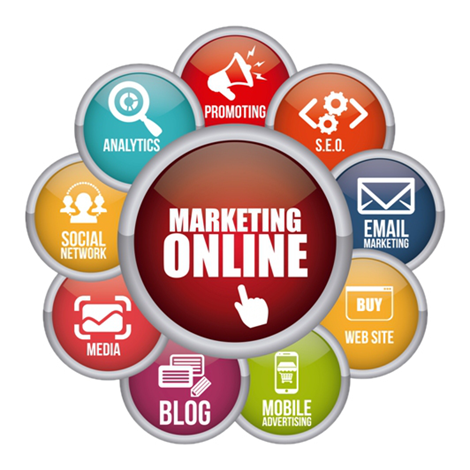 PROMOTING
S.E.O.
EMAIL
MARKETING
BUY
WEB SITE
MOBILE
ADVERTISING
BLOG
MEDIA
SOCIAL
NETWORK
ANALYTICS
MARKETING
ONLINE